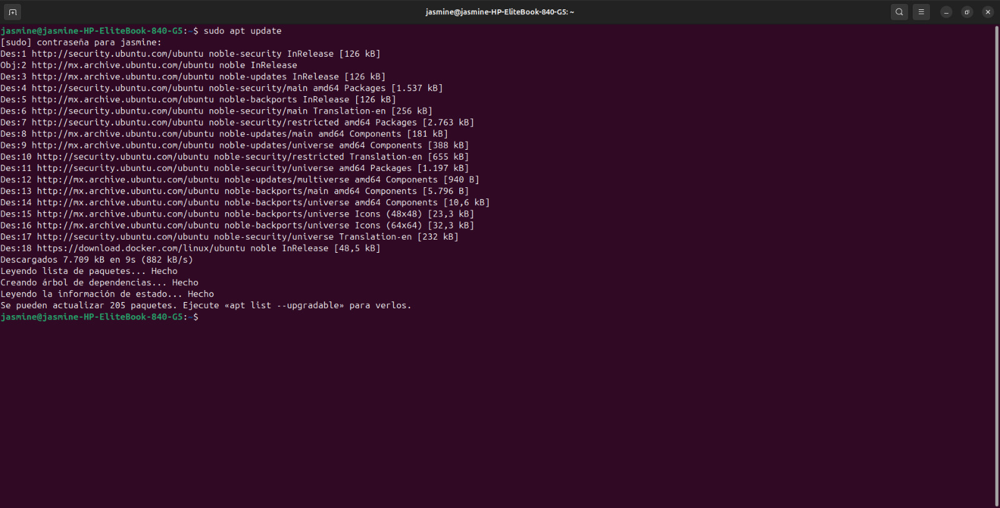 jasmine@jasmine-HP-EliteBook-840-G5: ~
jasmine@jasmine-HP-EliteBook-840-G5:~$ sudo apt update
[sudo] contraseña para jasmine:
Des:1 http://security.ubuntu.com/ubuntu noble-security InRelease [126 kB]
Obj:2 http://mx.archive.ubuntu.com/ubuntu noble InRelease
Des:3 http://mx.archive.ubuntu.com/ubuntu noble-updates InRelease [126 kB]
Des:4 http://security.ubuntu.com/ubuntu noble-security/main amd64 Packages [1.537 kB]
Des:5 http://mx.archive.ubuntu.com/ubuntu noble-backports InRelease [126 kB]
Des:6 http://security.ubuntu.com/ubuntu noble-security/main Translation-en [256 kB]
Des:7 http://security.ubuntu.com/ubuntu noble-security/restricted amd64 Packages [2.763 kB]
Des:8 http://mx.archive.ubuntu.com/ubuntu noble-updates/main amd64 Components [181 kB]
Des:9 http://mx.archive.ubuntu.com/ubuntu noble-updates/universe amd64 Components [388 kB]
Des:10 http://security.ubuntu.com/ubuntu noble-security/restricted Translation-en [655 kB]
Des:11 http://security.ubuntu.com/ubuntu noble-security/universe amd64 Packages [1.197 kB]
Des:12 http://mx.archive.ubuntu.com/ubuntu noble-updates/multiverse amd64 Components [940 B]
Des:13 http://mx.archive.ubuntu.com/ubuntu noble-backports/main amd64 Components [5.796 B]
Des:14 http://mx.archive.ubuntu.com/ubuntu noble-backports/universe amd64 Components [10,6 kB]
Des:15 http://mx.archive.ubuntu.com/ubuntu noble-backports/universe Icons (48x48) [23,3 kB]
Des:16 http://mx.archive.ubuntu.com/ubuntu noble-backports/universe Icons (64x64) [32,3 kB]
Des:17 http://security.ubuntu.com/ubuntu noble-security/universe Translation-en [232 kB]
Des:18 https://download.docker.com/linux/ubuntu noble InRelease [48,5 kB]
Descargados 7.709 kB en 9s (882 kB/s)
Leyendo lista de paquetes... Hecho
Creando árbol de dependencias... Hecho
Leyendo la información de estado... Hecho
Se pueden actualizar 205 paquetes. Ejecute «apt list --upgradable» para verlos.
jasmine@jasmine-HP-EliteBook-840-G5:~$